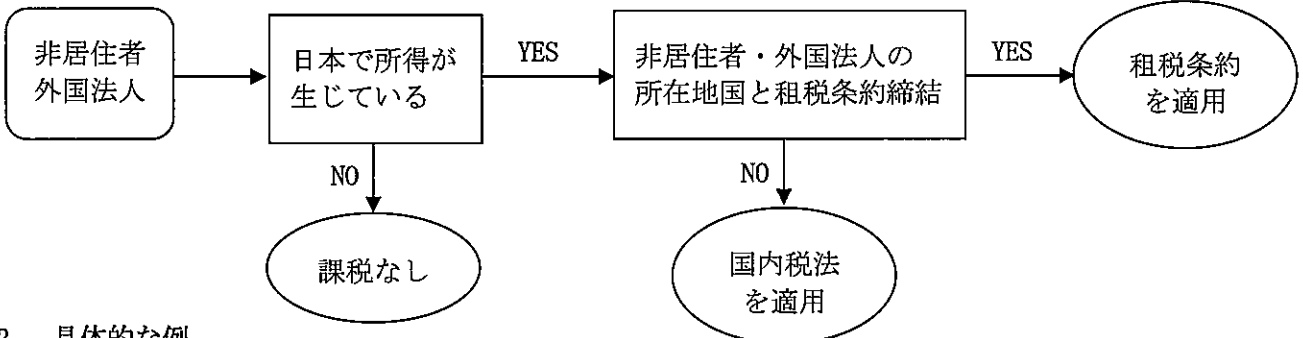 非居住者
外国法人
日本で所得が
生じている
YES
非居住者・外国法人の
所在地国と租税条約締結
YES
租税条約
を適用
NO
課税なし
NO
国内税法
を適用
具体的な例